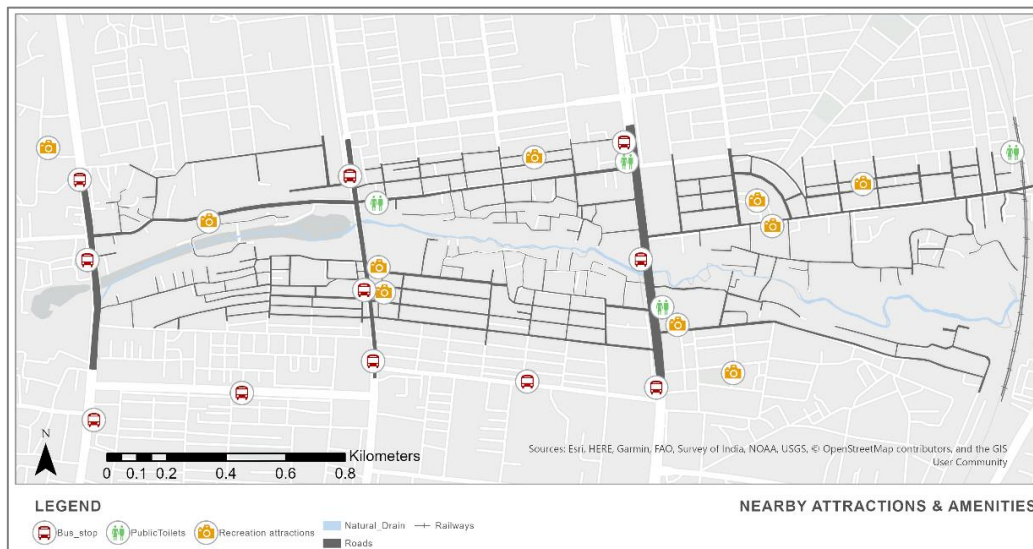 N
Kilometers
0 0.1 0.2 0.4 0.6 0.8
Sources: Esri, HERE, Garmin, FAO, Survey of India, NOAA, USGS, © OpenStreetMap contributors, and the GIS
User Community
LEGEND
NEARBY ATTRACTIONS & AMENITIES
Bus_stop PublicToilets Recreation attractions Natural_Drain Railways
Roads